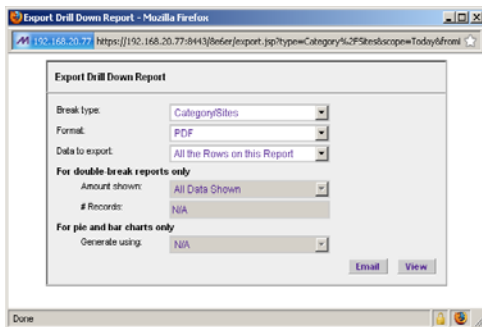 Export Drill Down Report - Mozilla Firefox
192.168.20.77 https://192.168.20.77:8443/8e6er/export.jsp?type=Category%2FSites&scope=Today&froml
Export Drill Down Report
Break type: Category/Sites
Format: PDF
Data to export: All the Rows on this Report
For double-break reports only
Amount shown: All Data Shown
# Records: N/A
For pie and bar charts only
Generate using: N/A
Email View
Done